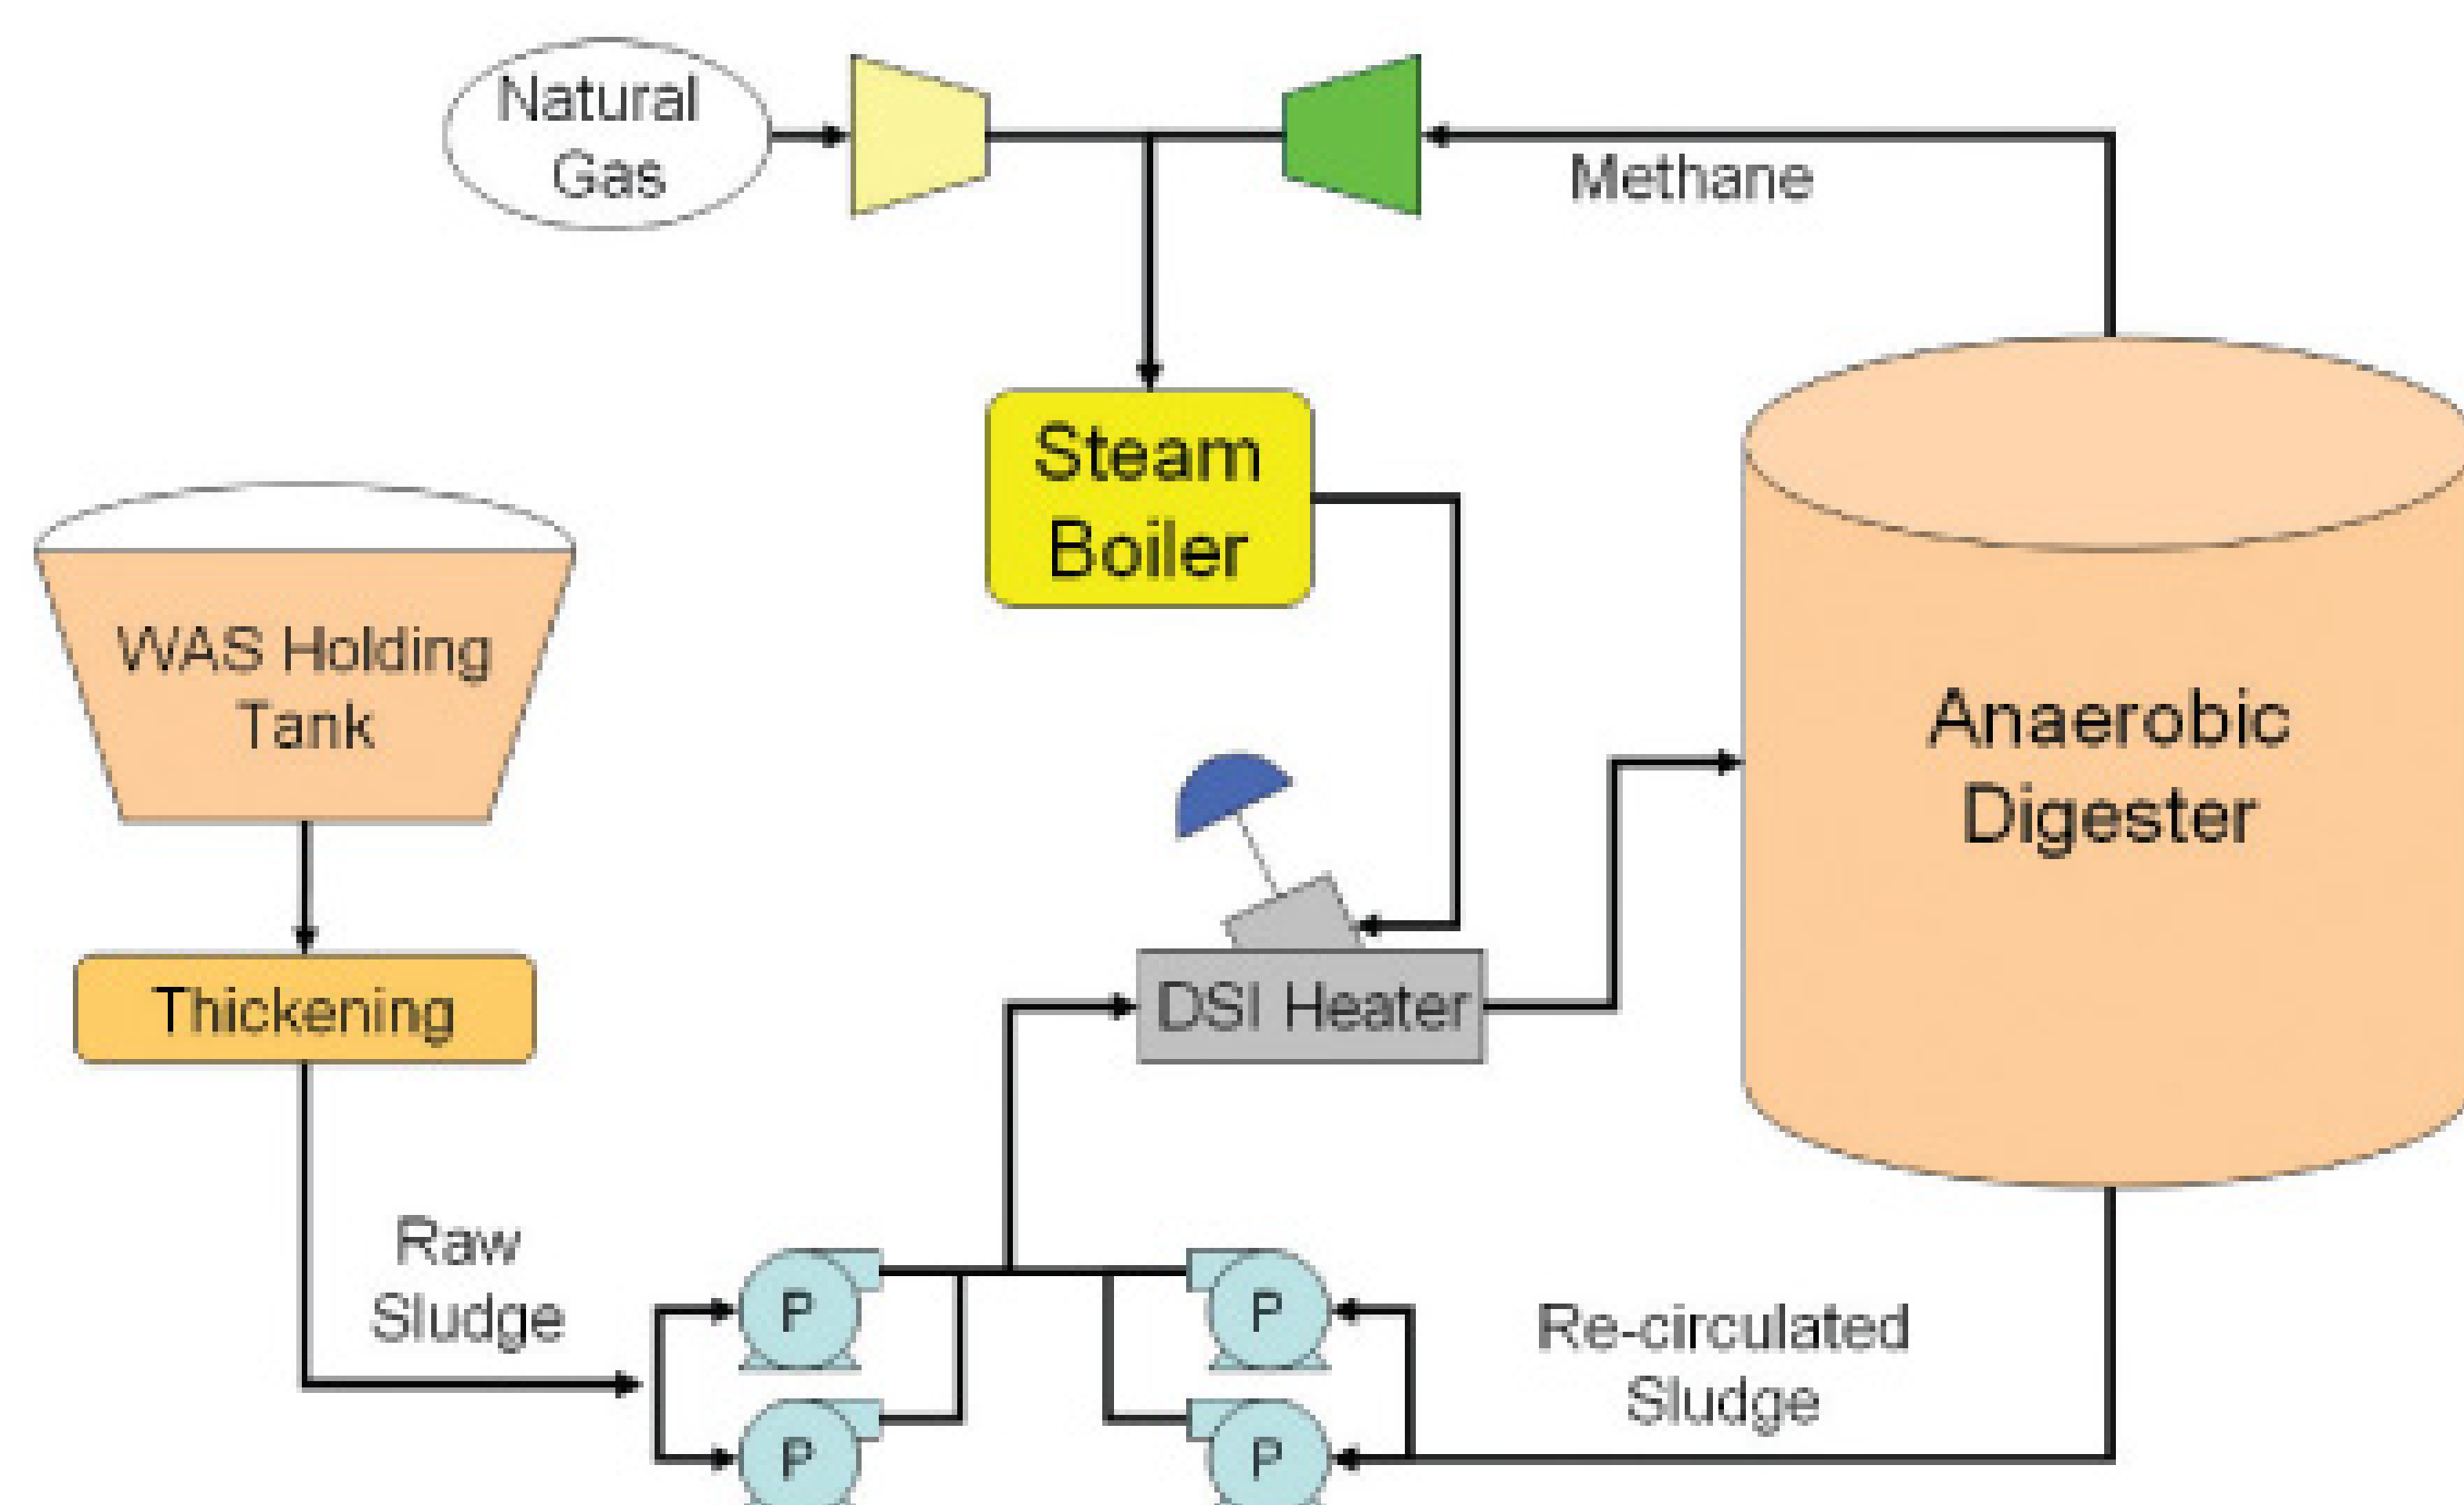 Natural
Gas
Methane
Steam
Boiler
WAS Holding
Tank
Anaerobic
Digester
Thickening
DSI Heater
Raw
Sludge
P
P
Re-circulated
Sludge
P
P